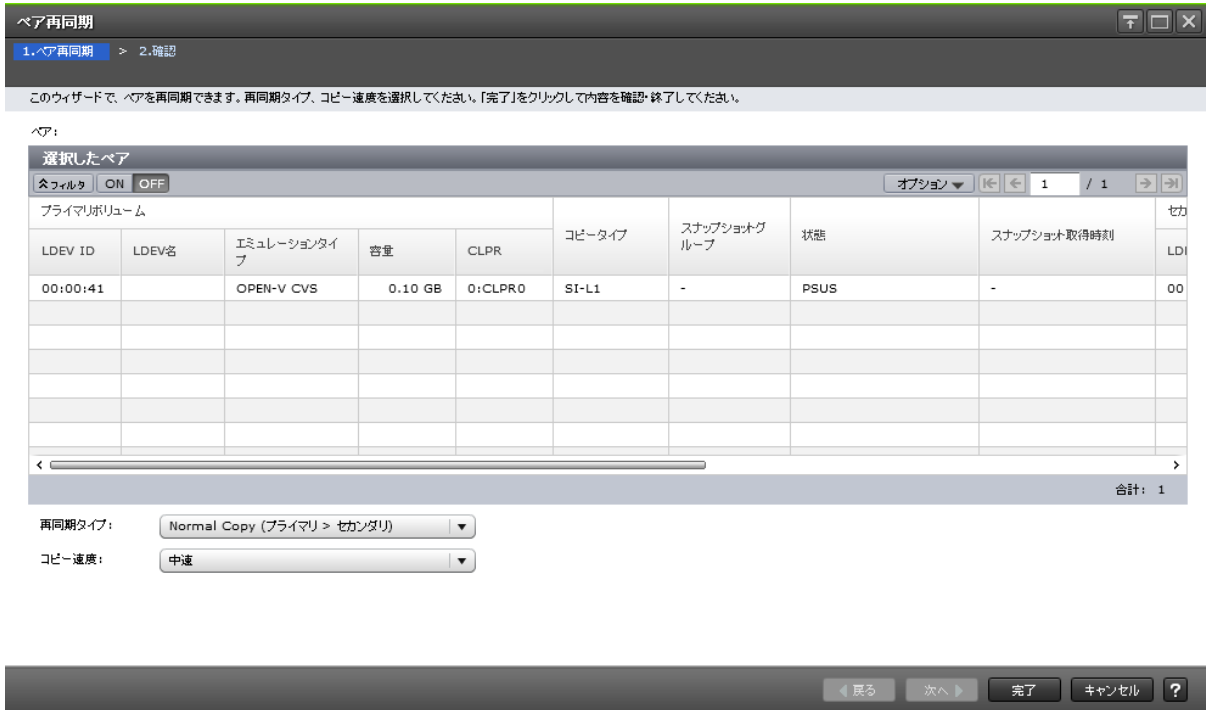 ペア再同期
1.ペア再同期 > 2.確認
このウィザードで、ペアを再同期できます。再同期タイプ、コピー速度を選択してください。「完了」をクリックして内容を確認・終了してください。
ペア:
選択したペア
フィルタ ON OFF オプション 1 / 1
プライマリボリューム コピータイプ スナップショットグループ 状態 スナップショット取得時刻 セカ
LDEV ID LDEV名 エミュレーションタイプ 容量 CLPR LDI
00:00:41 OPEN-V CVS 0.10 GB 0:CLPR0 SI-L1 - PSUS - 00
合計: 1
再同期タイプ: Normal Copy (プライマリ > セカンダリ)
コピー速度: 中速
戻る 次へ 完了 キャンセル ?